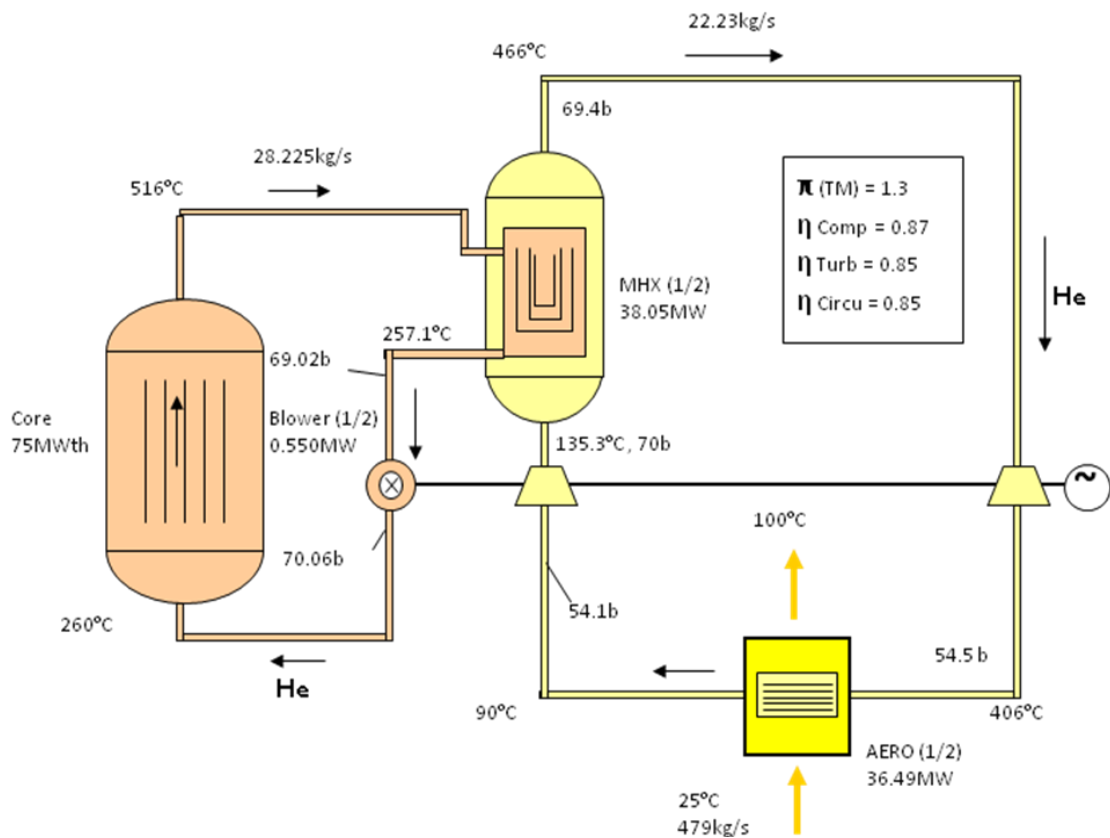 22.23kg/s
466°C
69.4b
28.225kg/s
516°C
π (TM) = 1.3
η Comp = 0.87
η Turb = 0.85
η Circu = 0.85
MHX (1/2)
38.05MW
He
257.1°C
69.02b
Core
75MWth
Blower (1/2)
0.550MW
135.3°C, 70b
~
100°C
70.06b
54.1b
260°C
He
54.5 b
90°C
406°C
AERO (1/2)
36.49MW
25°C
479kg/s